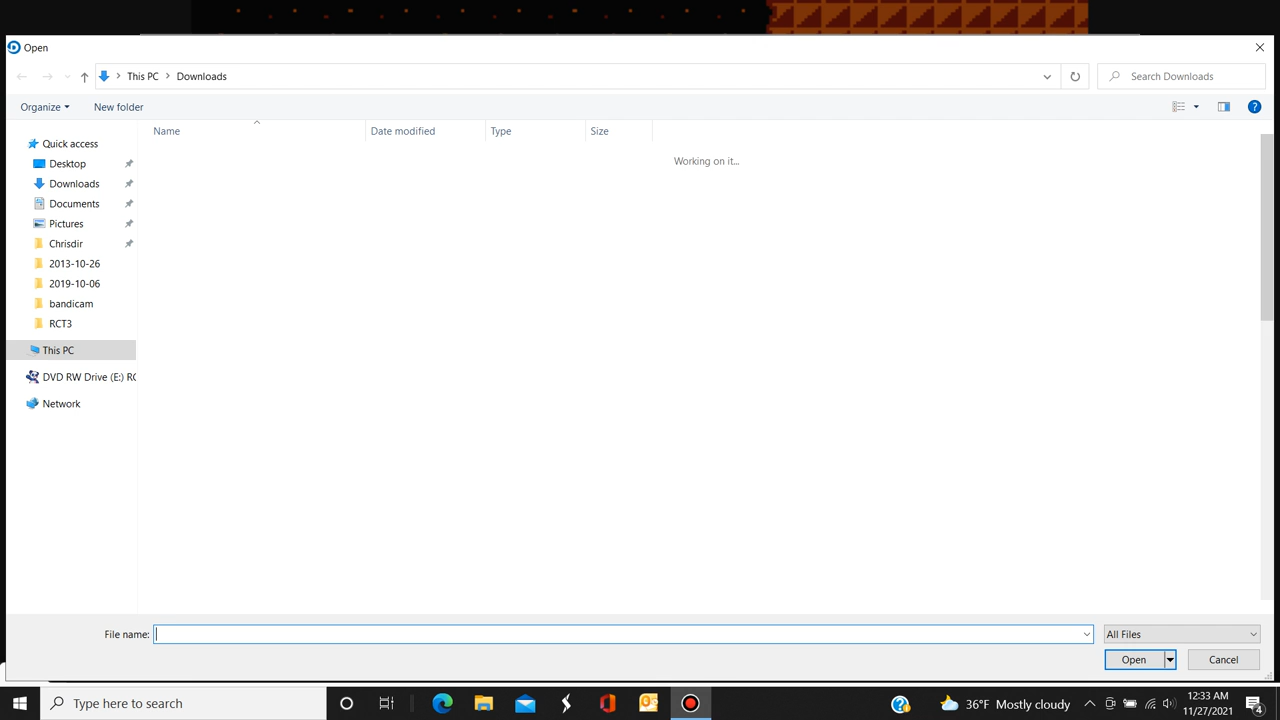 Open
This PC Downloads Search Downloads
Organize New folder
Name Date modified Type Size
Working on it...
Quick access
Desktop
Downloads
Documents
Pictures
Chrisdir
2013-10-26
2019-10-06
bandicam
RCT3
This PC
DVD RW Drive (E:) RC
Network
File name: All Files
Open Cancel
Type here to search 36°F Mostly cloudy 12:33 AM
11/27/2021 4